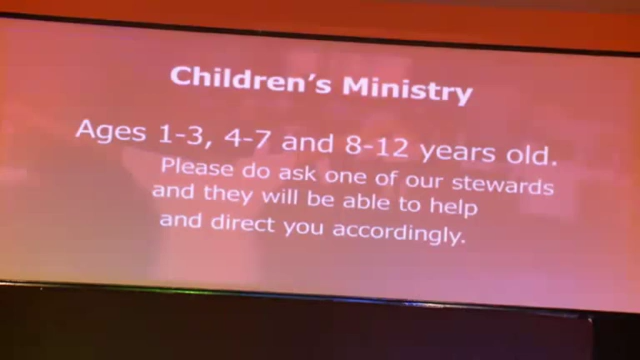 Children's Ministry
Ages 1-3, 4-7 and 8-12 years old.
Please do ask one of our stewards
and they will be able to help
and direct you accordingly.